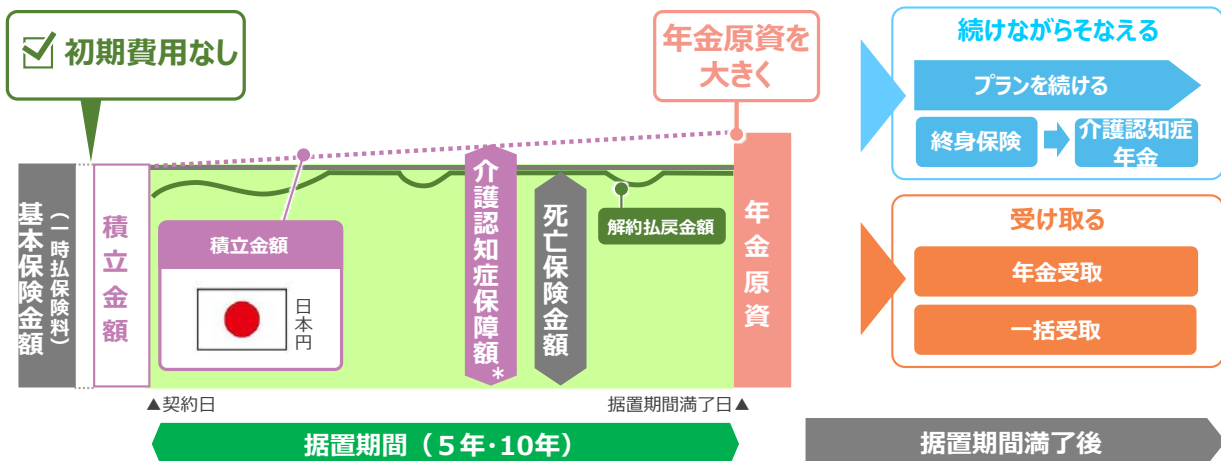 初期費用なし
年金原資を
大きく
基本保険金額
（一時払保険料）
積立金額
積立金額
日本円
介護認知症保障額*
死亡保険金額
解約払戻金額
年金原資
▲契約日
据置期間満了日▲
据置期間（5年･10年）
続けながらそなえる
プランを続ける
終身保険
介護認知症
年金
受け取る
年金受取
一括受取
据置期間満了後